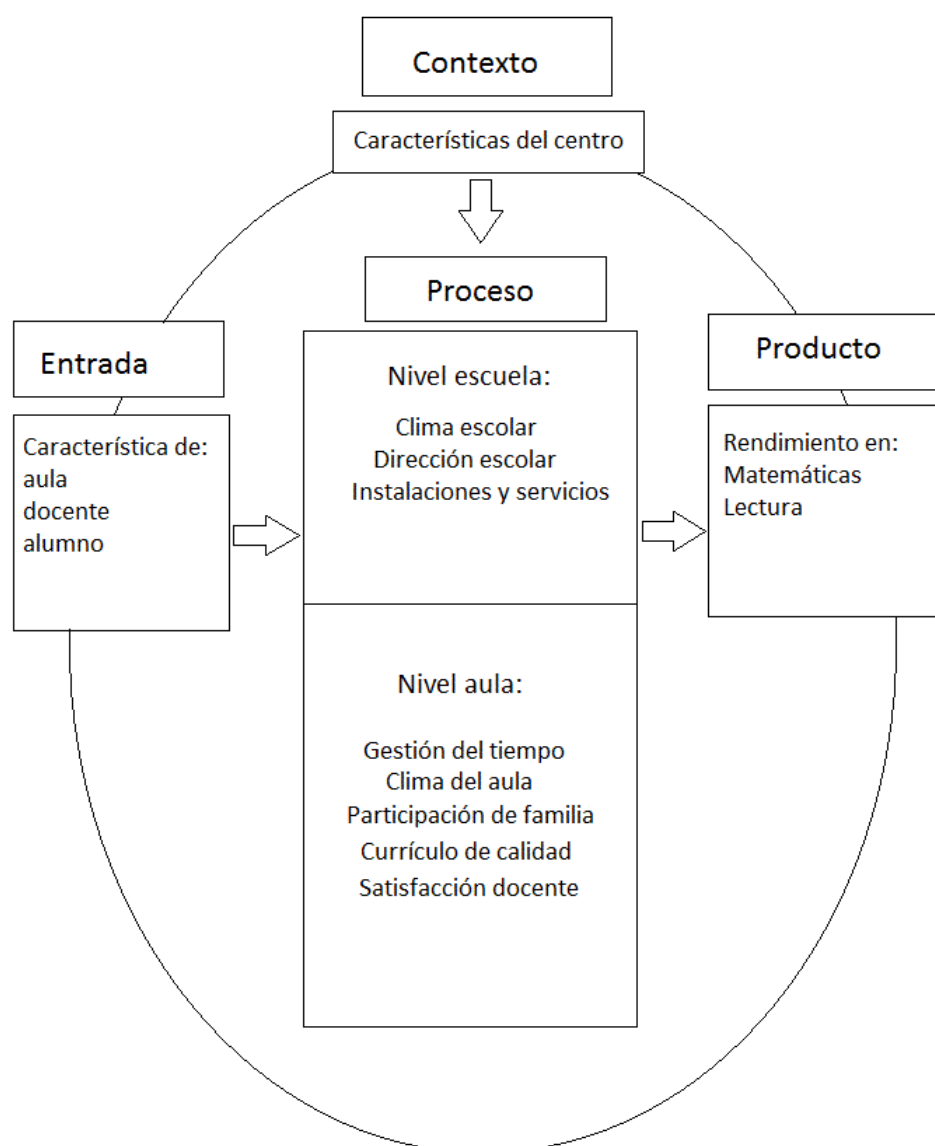 Contexto
Características del centro
Proceso
Entrada
Característica de:
aula
docente
alumno
Nivel escuela:
Clima escolar
Dirección escolar
Instalaciones y servicios
Nivel aula:
Gestión del tiempo
Clima del aula
Participación de familia
Currículo de calidad
Satisfacción docente
Producto
Rendimiento en:
Matemáticas
Lectura